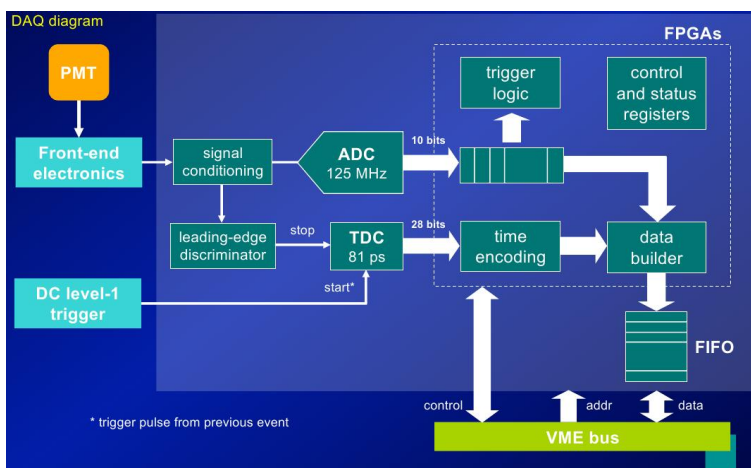 DAQ diagram
FPGAs
PMT
trigger
logic
control
and status
registers
Front-end
electronics
signal
conditioning
ADC
125 MHz
10 bits
leading-edge
discriminator
stop
TDC
81 ps
28 bits
time
encoding
data
builder
DC level-1
trigger
start*
FIFO
* trigger pulse from previous event
control
addr
data
VME bus